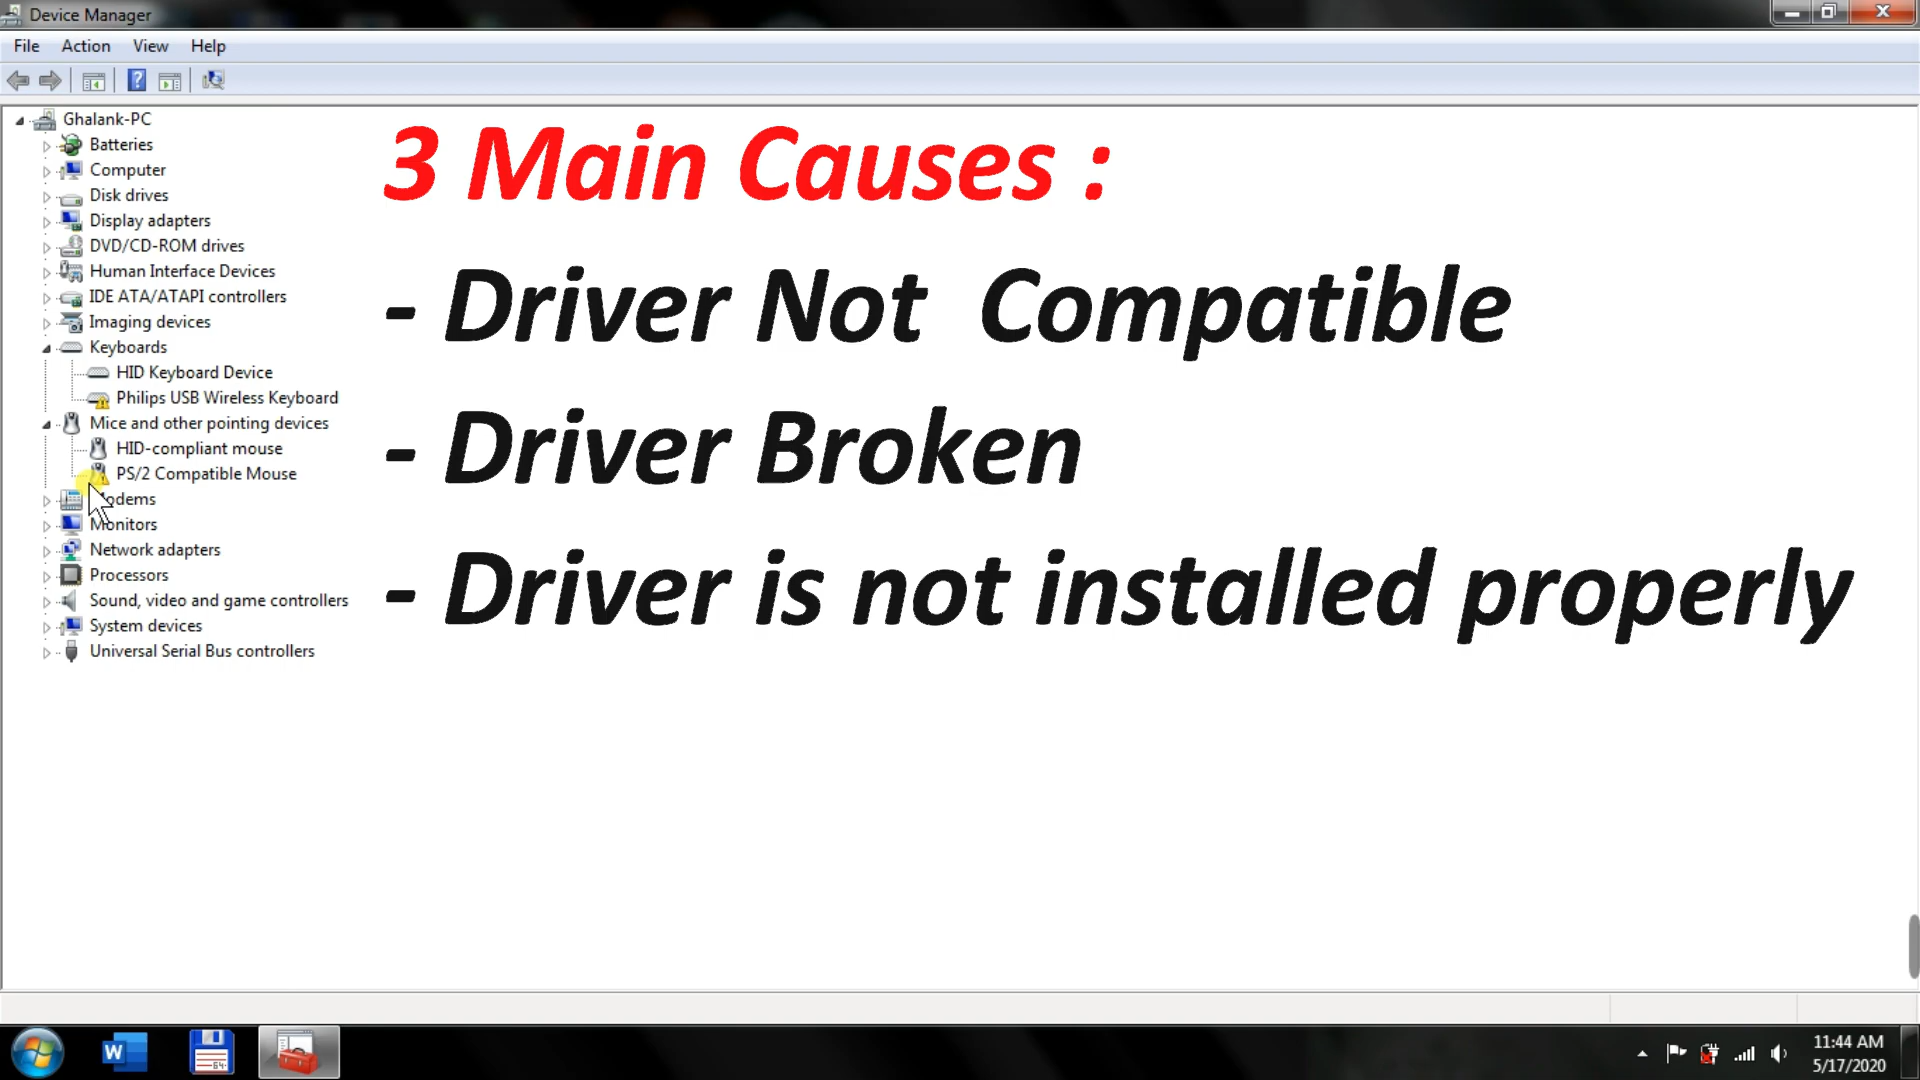 Device Manager
File Action View Help
Ghalank-PC
Batteries
Computer
Disk drives
Display adapters
DVD/CD-ROM drives
Human Interface Devices
IDE ATA/ATAPI controllers
Imaging devices
Keyboards
HID Keyboard Device
Philips USB Wireless Keyboard
Mice and other pointing devices
HID-compliant mouse
PS/2 Compatible Mouse
odems
Monitors
Network adapters
Processors
Sound, video and game controllers
System devices
Universal Serial Bus controllers
3 Main Causes :
- Driver Not  Compatible
- Driver Broken
- Driver is not installed properly
W
64
11:44 AM
5/17/2020